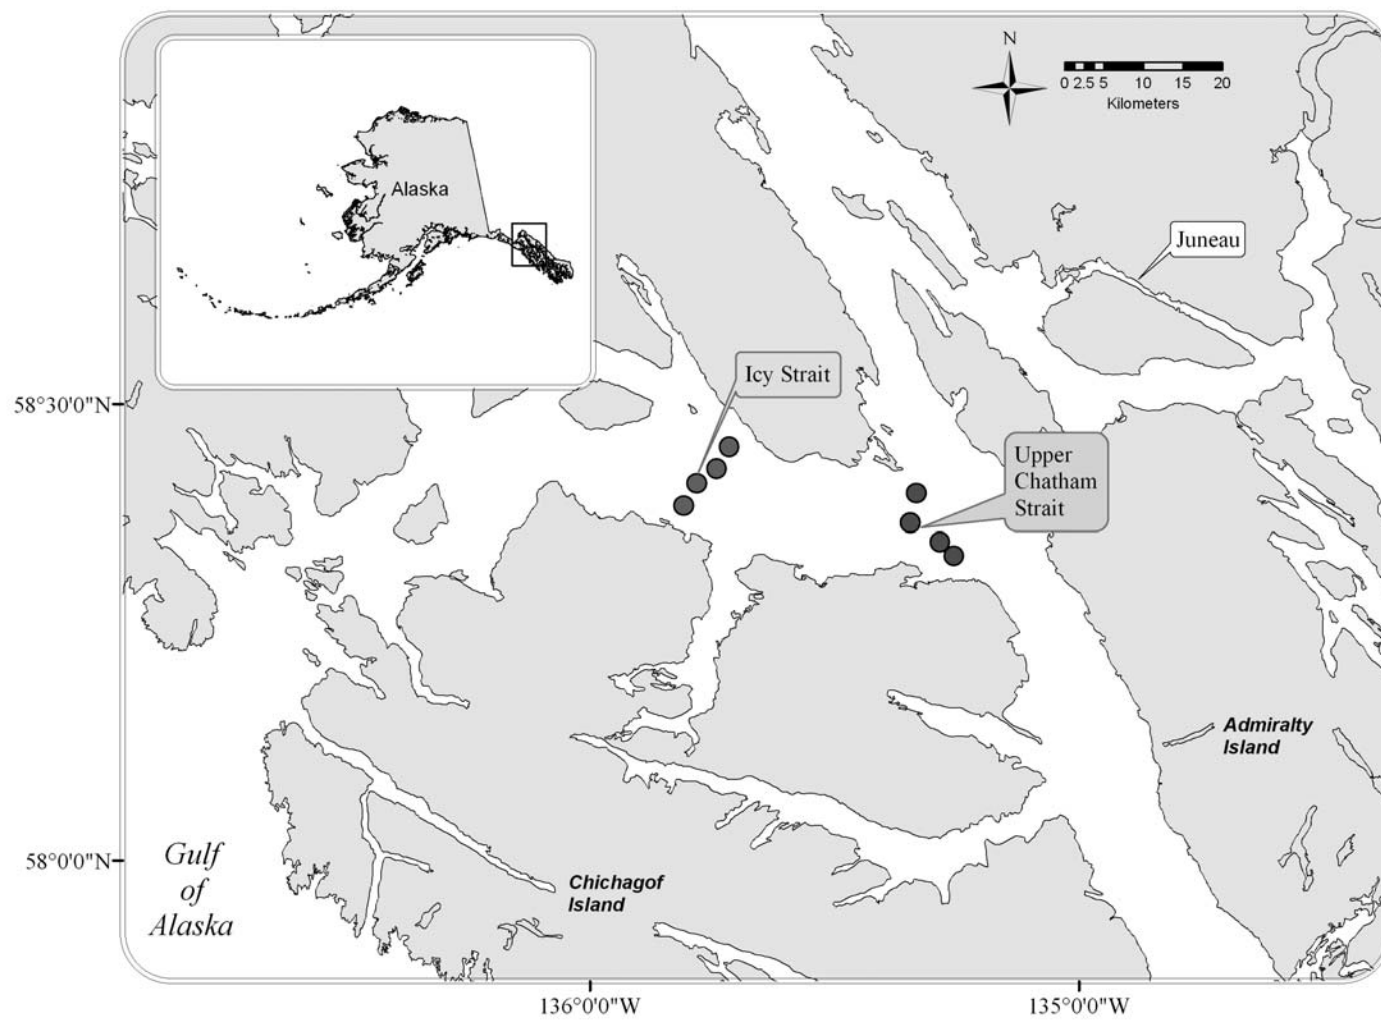 N
0 2.5 5 10 15 20
Kilometers
Alaska
Juneau
Icy Strait
58°30'0"N
Upper
Chatham
Strait
Admiralty
Island
58°0'0"N
Gulf
of
Alaska
Chichagof
Island
136°0'0"W
135°0'0"W